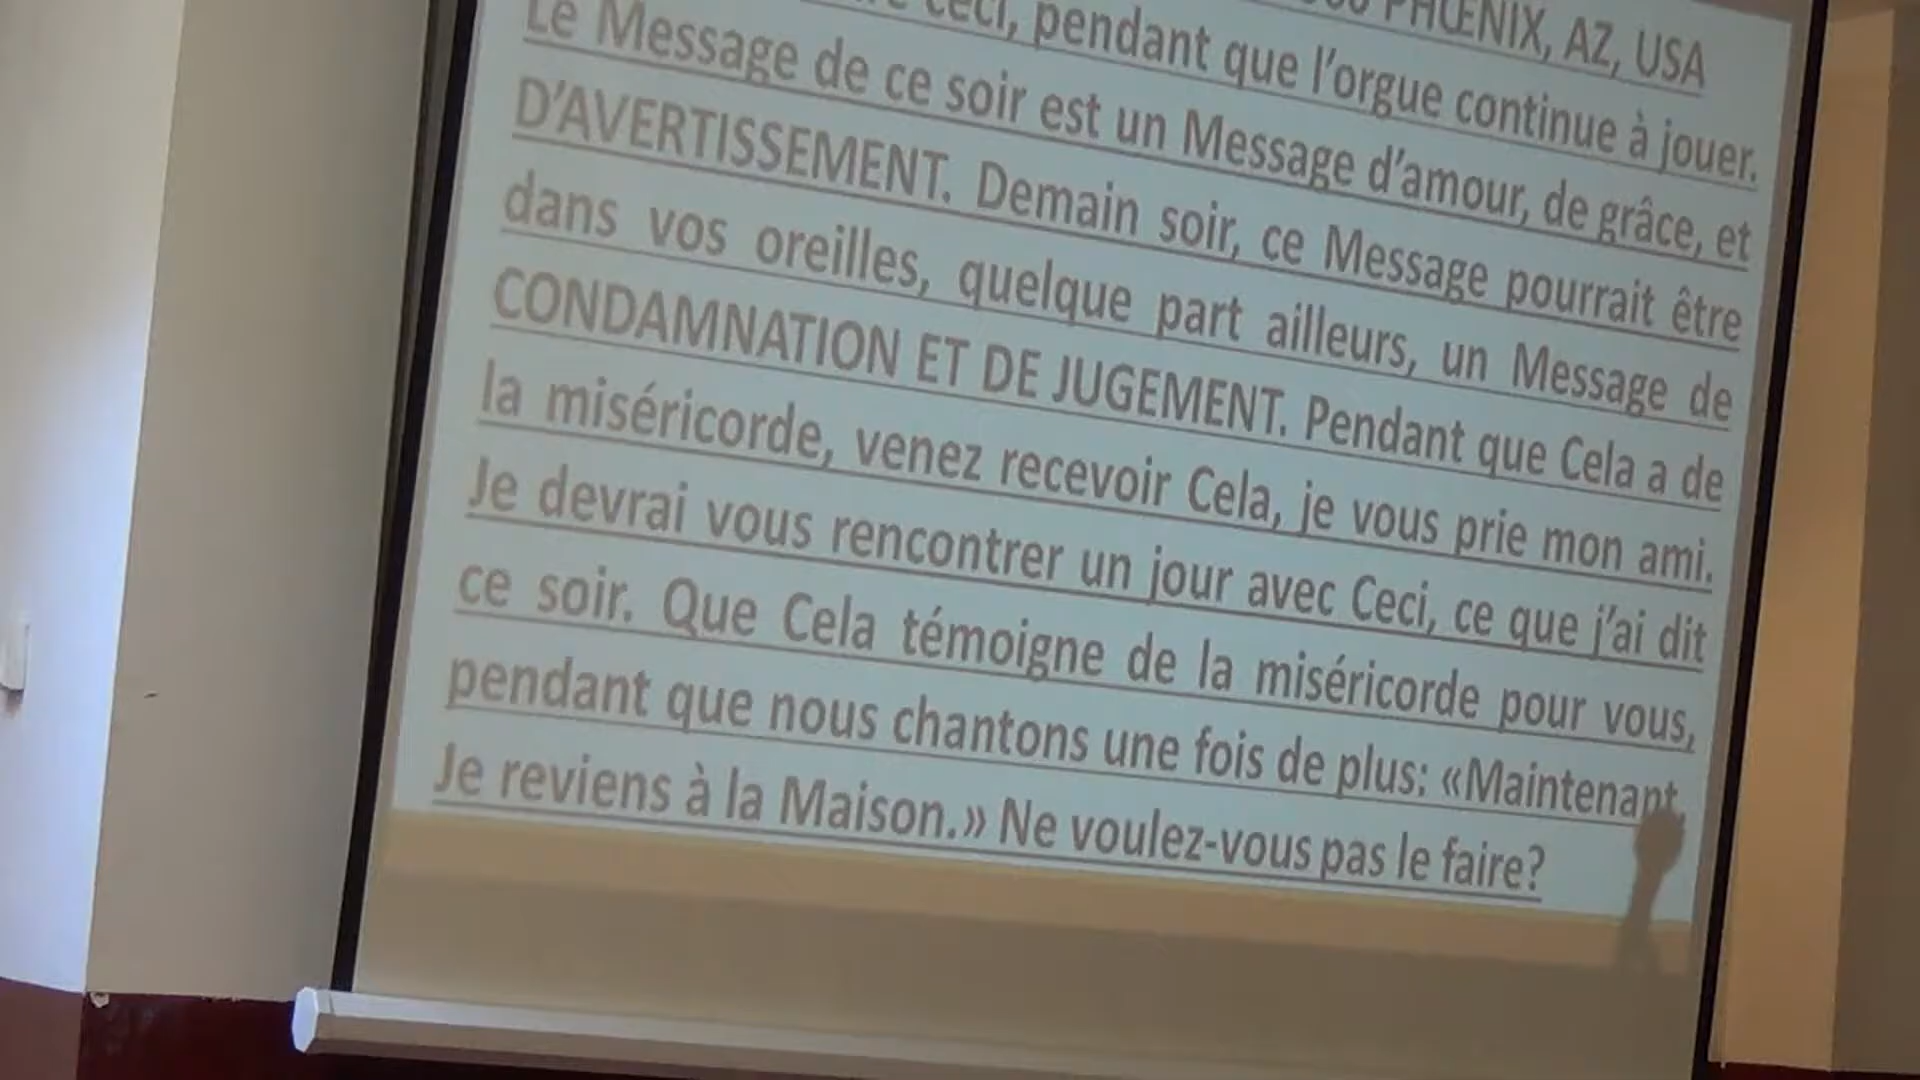 PHŒNIX, AZ, USA
ceci, pendant que l'orgue continue à jouer.
Le Message de ce soir est un Message d'amour, de grâce, et
D'AVERTISSEMENT. Demain soir, ce Message pourrait être
dans vos oreilles, quelque part ailleurs, un Message de
CONDAMNATION ET DE JUGEMENT. Pendant que Cela a de
la miséricorde, venez recevoir Cela, je vous prie mon ami.
Je devrai vous rencontrer un jour avec Ceci, ce que j'ai dit
ce soir. Que Cela témoigne de la miséricorde pour vous,
pendant que nous chantons une fois de plus: «Maintenant,
Je reviens à la Maison.» Ne voulez-vous pas le faire?